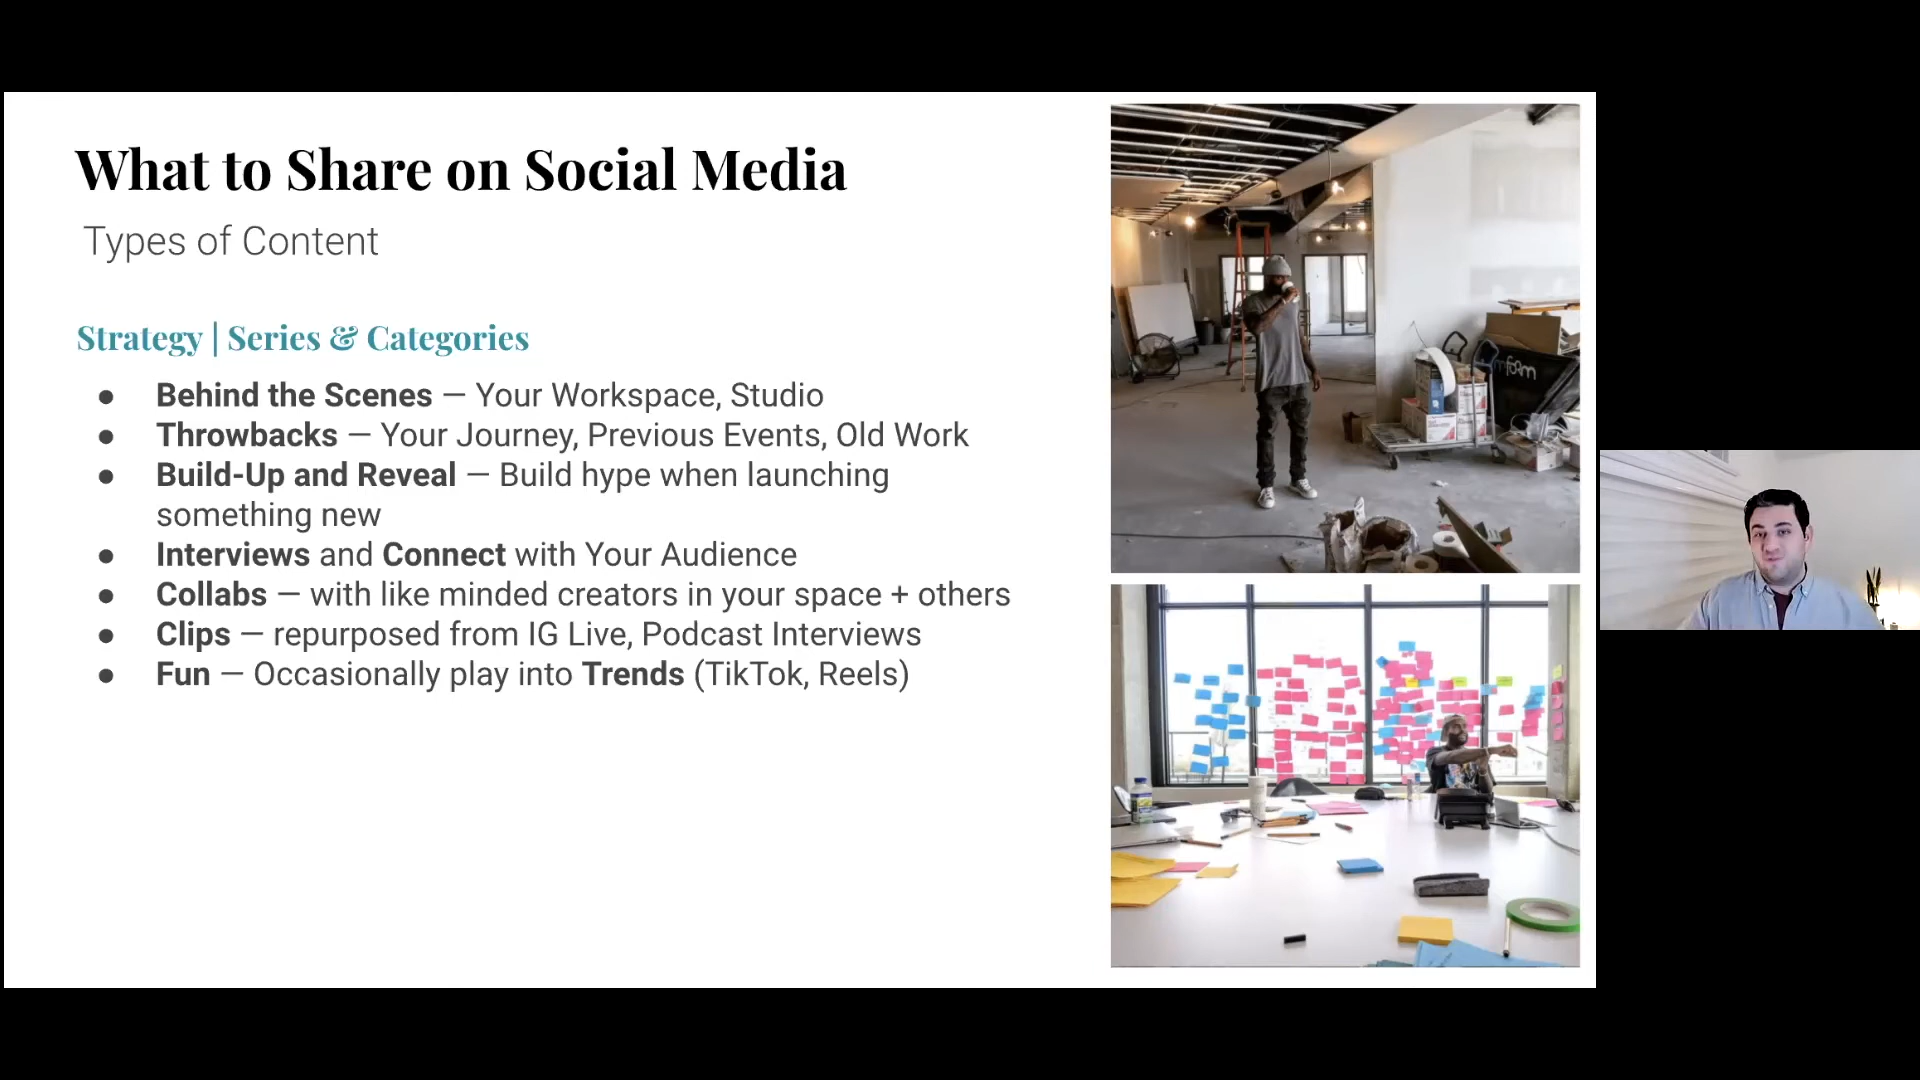 What to Share on Social Media
Types of Content
Strategy | Series & Categories
● Behind the Scenes — Your Workspace, Studio
● Throwbacks — Your Journey, Previous Events, Old Work
● Build-Up and Reveal — Build hype when launching
something new
● Interviews and Connect with Your Audience
● Collabs — with like minded creators in your space + others
● Clips — repurposed from IG Live, Podcast Interviews
● Fun — Occasionally play into Trends (TikTok, Reels)